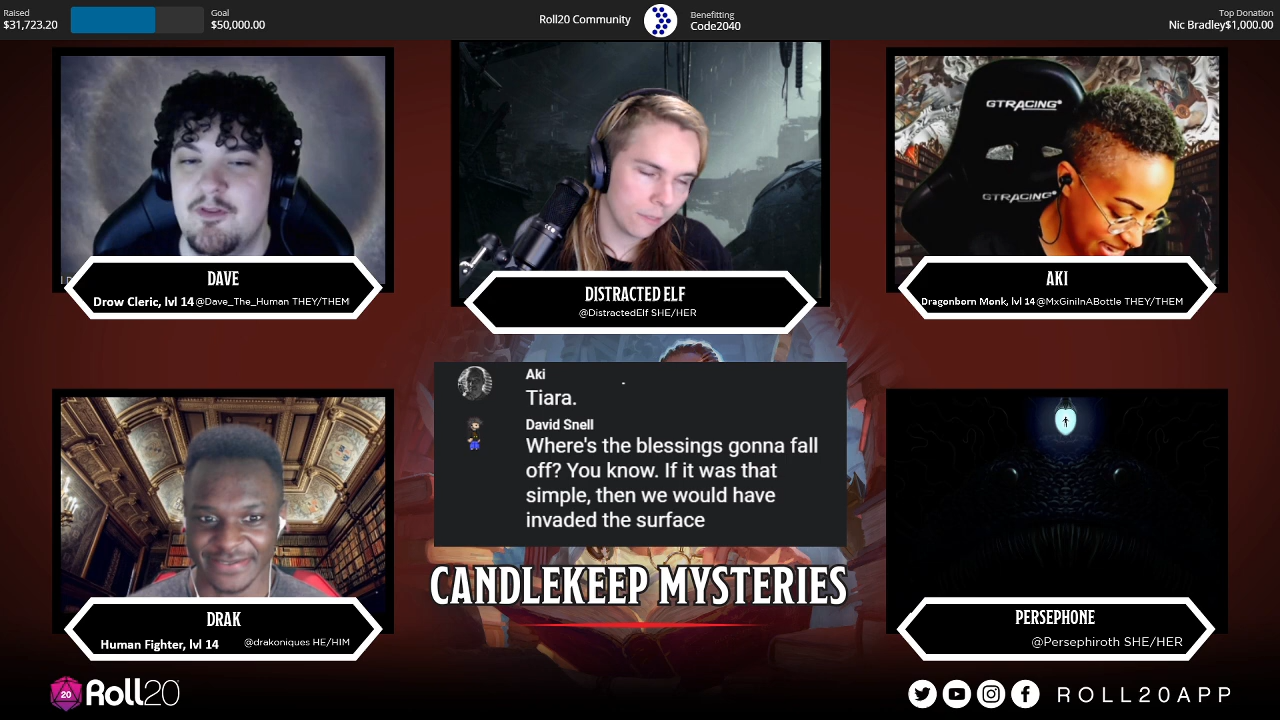 Raised
$31,723.20
Goal
$50,000.00
Roll20 Community
Benefitting
Code2040
Top Donation
Nic Bradley$1,000.00
GTRACING
GTRACING
DAVE
Drow Cleric, lvl 14 @Dave_The_Human THEY/THEM
DISTRACTED ELF
@DistractedElf SHE/HER
AKI
Dragonborn Monk, lvl 14 @MxGiniInABottle THEY/THEM
Aki
Tiara.
David Snell
Where's the blessings gonna fall
off? You know. If it was that
simple, then we would have
invaded the surface
CANDLEKEEP MYSTERIES
DRAK
Human Fighter, lvl 14 @drakoniques HE/HIM
PERSEPHONE
@Persephiroth SHE/HER
20
Roll20
ROLL20APP